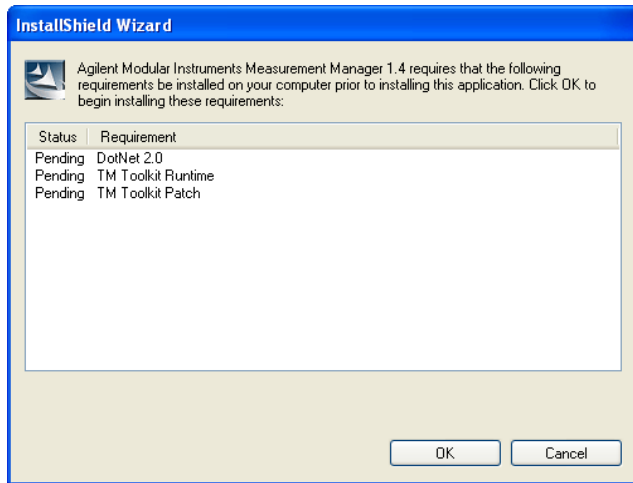 InstallShield Wizard
Agilent Modular Instruments Measurement Manager 1.4 requires that the following
requirements be installed on your computer prior to installing this application. Click OK to
begin installing these requirements:
Status Requirement
Pending DotNet 2.0
Pending TM Toolkit Runtime
Pending TM Toolkit Patch
OK Cancel